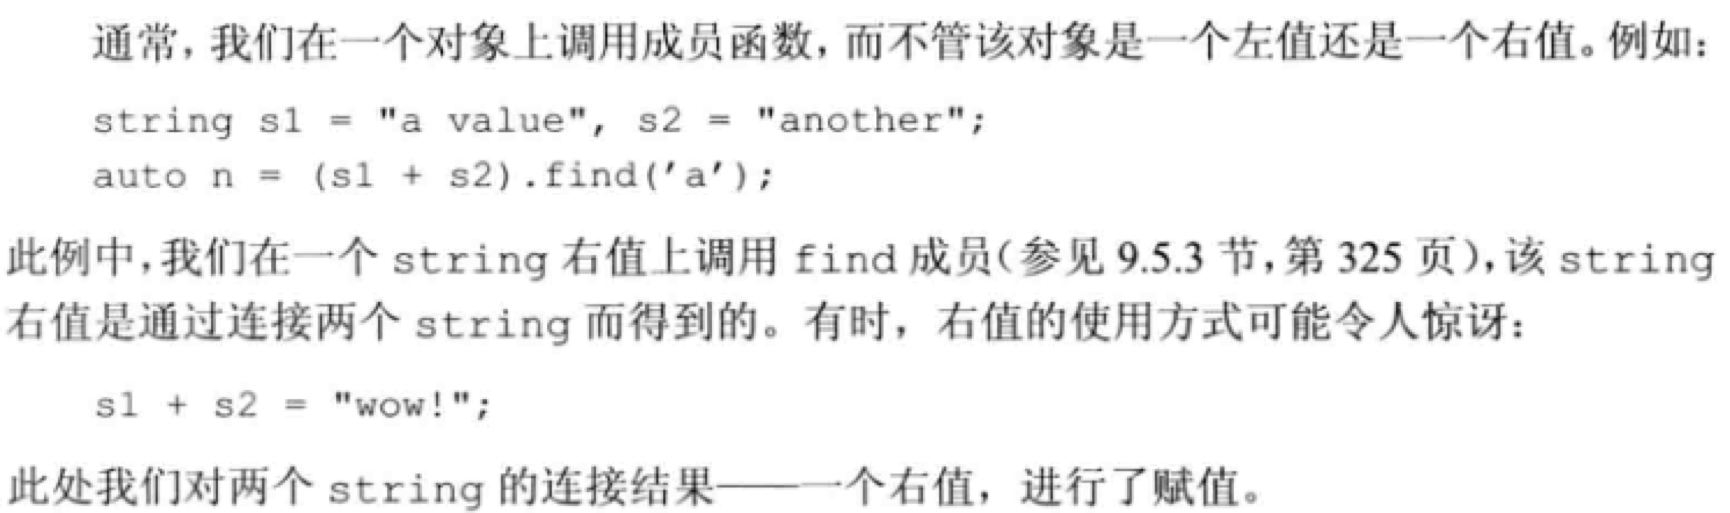 通常，我们在一个对象上调用成员函数，而不管该对象是一个左值还是一个右值。例如：
string s1 = "a value", s2 = "another";
auto n = (s1 + s2).find('a');
此例中，我们在一个 string 右值上调用 find 成员（参见 9.5.3 节，第 325 页），该 string
右值是通过连接两个 string 而得到的。有时，右值的使用方式可能令人惊讶：
s1 + s2 = "wow!";
此处我们对两个 string 的连接结果——一个右值，进行了赋值。